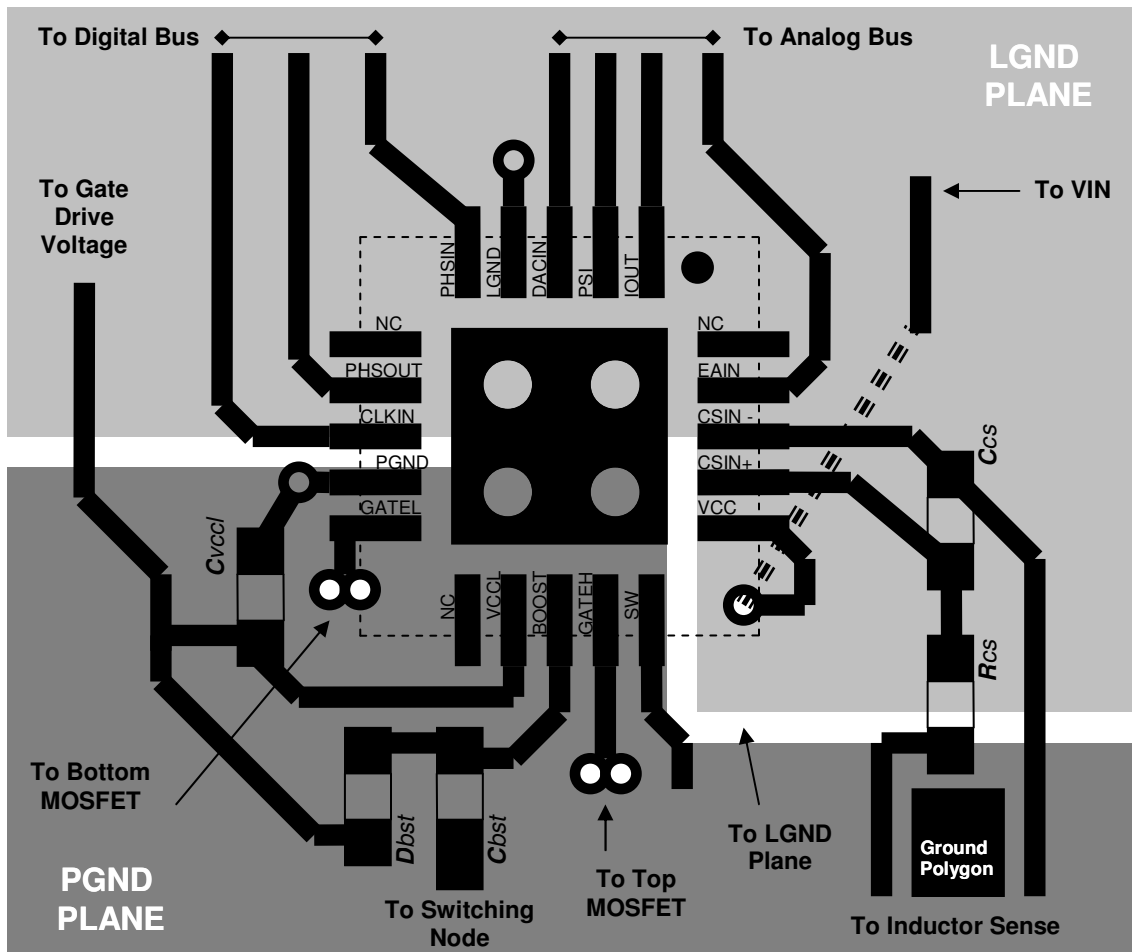 To Digital Bus
To Analog Bus
LGND
PLANE
To Gate
Drive
Voltage
To VIN
PHSIN
LGND
DACIN
PSI
IOUT
NC
PHSOUT
CLKIN
PGND
GATEL
NC
EAIN
CSIN -
CSIN+
VCC
NC
VCCL
BOOST
GATEH
SW
Cvccl
Ccs
Rcs
To Bottom
MOSFET
Dbst
Cbst
To LGND
Plane
Ground
Polygon
PGND
PLANE
To Top
MOSFET
To Switching
Node
To Inductor Sense